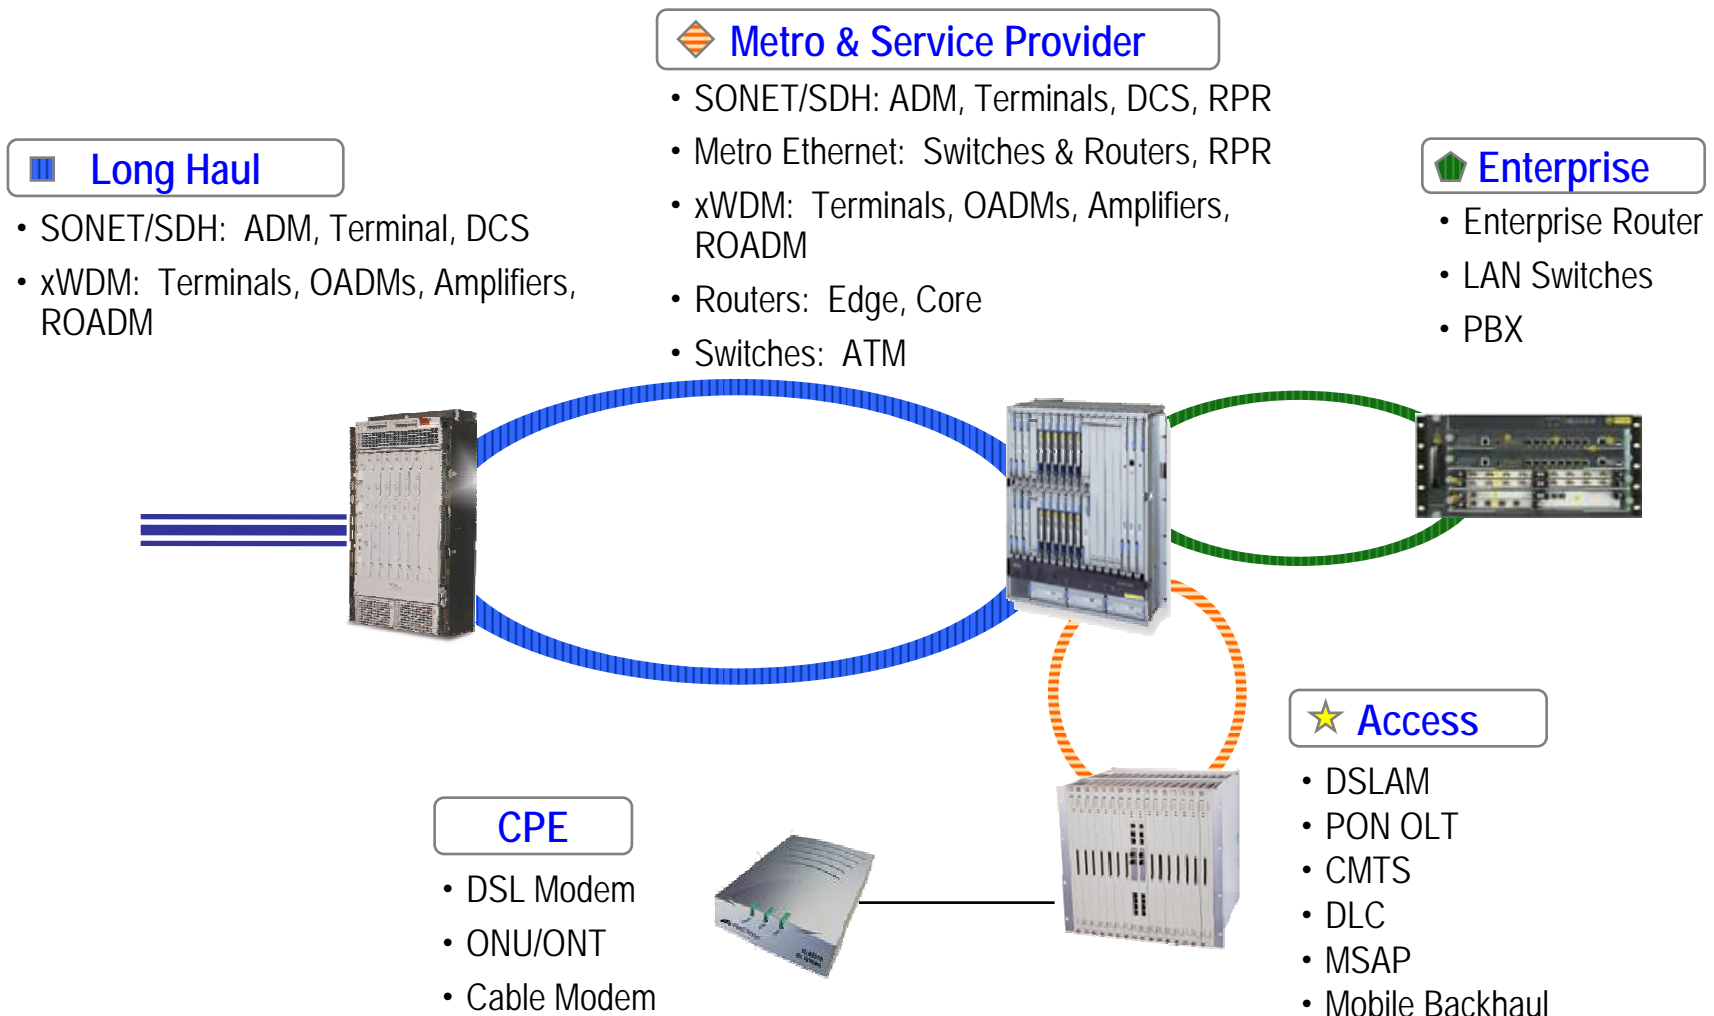 Metro & Service Provider
• SONET/SDH: ADM, Terminals, DCS, RPR
• Metro Ethernet: Switches & Routers, RPR
• xWDM: Terminals, OADMs, Amplifiers,
ROADM
• Routers: Edge, Core
• Switches: ATM
Long Haul
• SONET/SDH: ADM, Terminal, DCS
• xWDM: Terminals, OADMs, Amplifiers,
ROADM
Enterprise
• Enterprise Router
• LAN Switches
• PBX
Access
• DSLAM
• PON OLT
• CMTS
• DLC
• MSAP
• Mobile Backhaul
CPE
• DSL Modem
• ONU/ONT
• Cable Modem